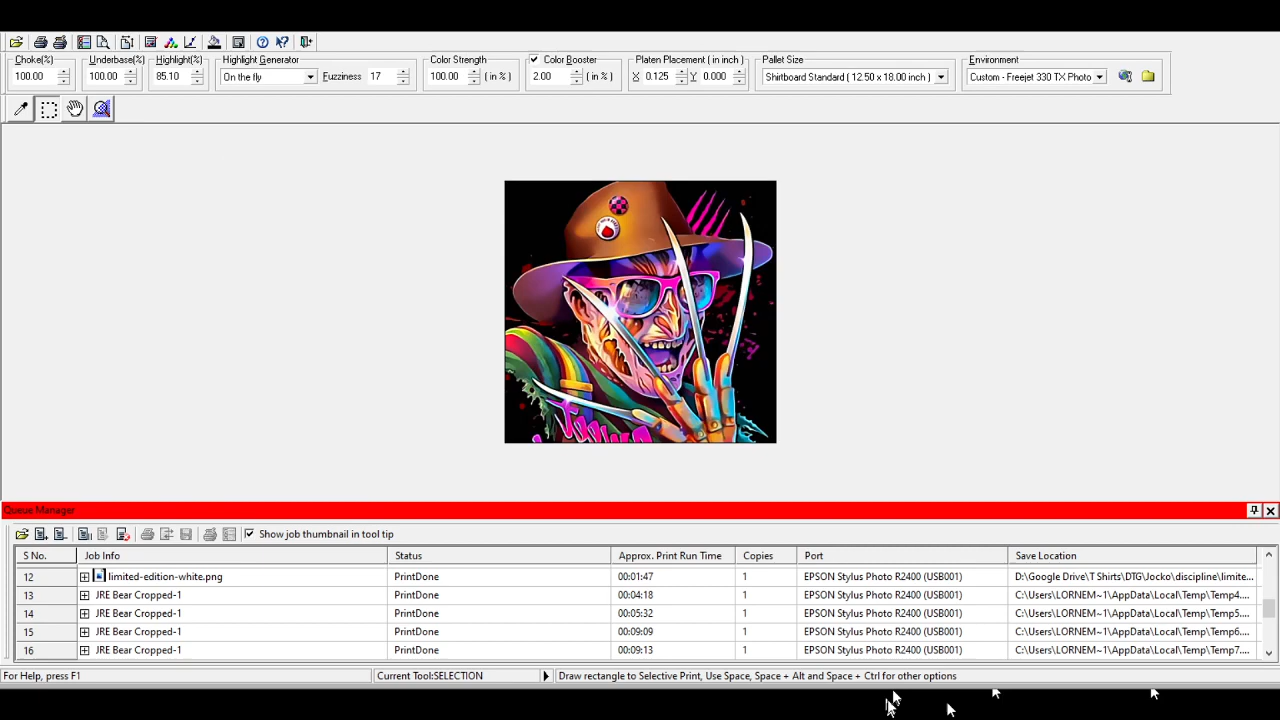 Choke(%) Underbase(%) Highlight(%) Highlight Generator Color Strength Color Booster Platen Placement ( in inch ) Pallet Size Environment
100.00 100.00 85.10 On the fly Fuzziness 17 100.00 ( in % ) 2.00 ( in % ) X 0.125 Y 0.000 Shirtboard Standard ( 12.50 x 18.00 inch ) Custom - Freejet 330 TX Photo
Queue Manager
Show job thumbnail in tool tip
S No. Job Info Status Approx. Print Run Time Copies Port Save Location
12 limited-edition-white.png PrintDone 00:01:47 1 EPSON Stylus Photo R2400 (USB001) D:\Google Drive\T Shirts\DTG\Jocko\discipline\limite...
13 JRE Bear Cropped-1 PrintDone 00:04:18 1 EPSON Stylus Photo R2400 (USB001) C:\Users\LORNEM~1\AppData\Local\Temp\Temp4....
14 JRE Bear Cropped-1 PrintDone 00:05:32 1 EPSON Stylus Photo R2400 (USB001) C:\Users\LORNEM~1\AppData\Local\Temp\Temp5....
15 JRE Bear Cropped-1 PrintDone 00:09:09 1 EPSON Stylus Photo R2400 (USB001) C:\Users\LORNEM~1\AppData\Local\Temp\Temp6....
16 JRE Bear Cropped-1 PrintDone 00:09:13 1 EPSON Stylus Photo R2400 (USB001) C:\Users\LORNEM~1\AppData\Local\Temp\Temp7....
For Help, press F1 Current Tool:SELECTION Draw rectangle to Selective Print, Use Space, Space + Alt and Space + Ctrl for other options